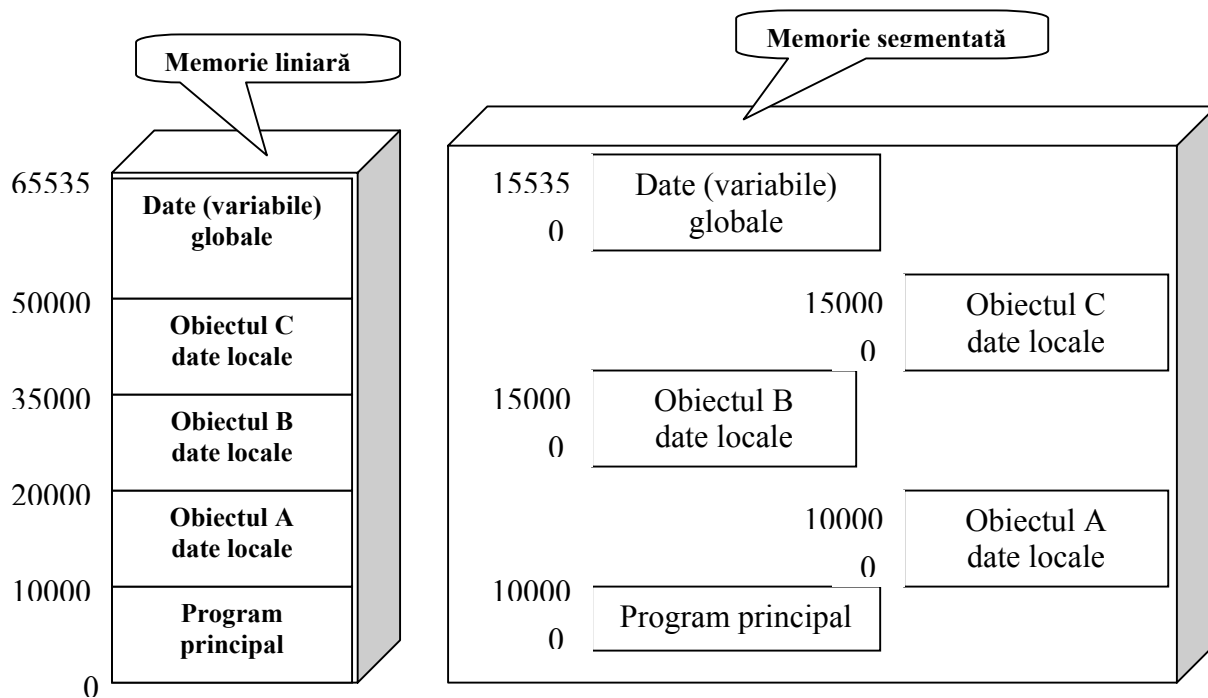 Memorie liniară
65535
Date (variabile)
globale
50000
Obiectul C
date locale
35000
Obiectul B
date locale
20000
Obiectul A
date locale
10000
Program
principal
0
Memorie segmentată
15535
Date (variabile)
globale
0
15000
Obiectul C
date locale
0
15000
Obiectul B
date locale
0
10000
Obiectul A
date locale
0
10000
Program principal
0